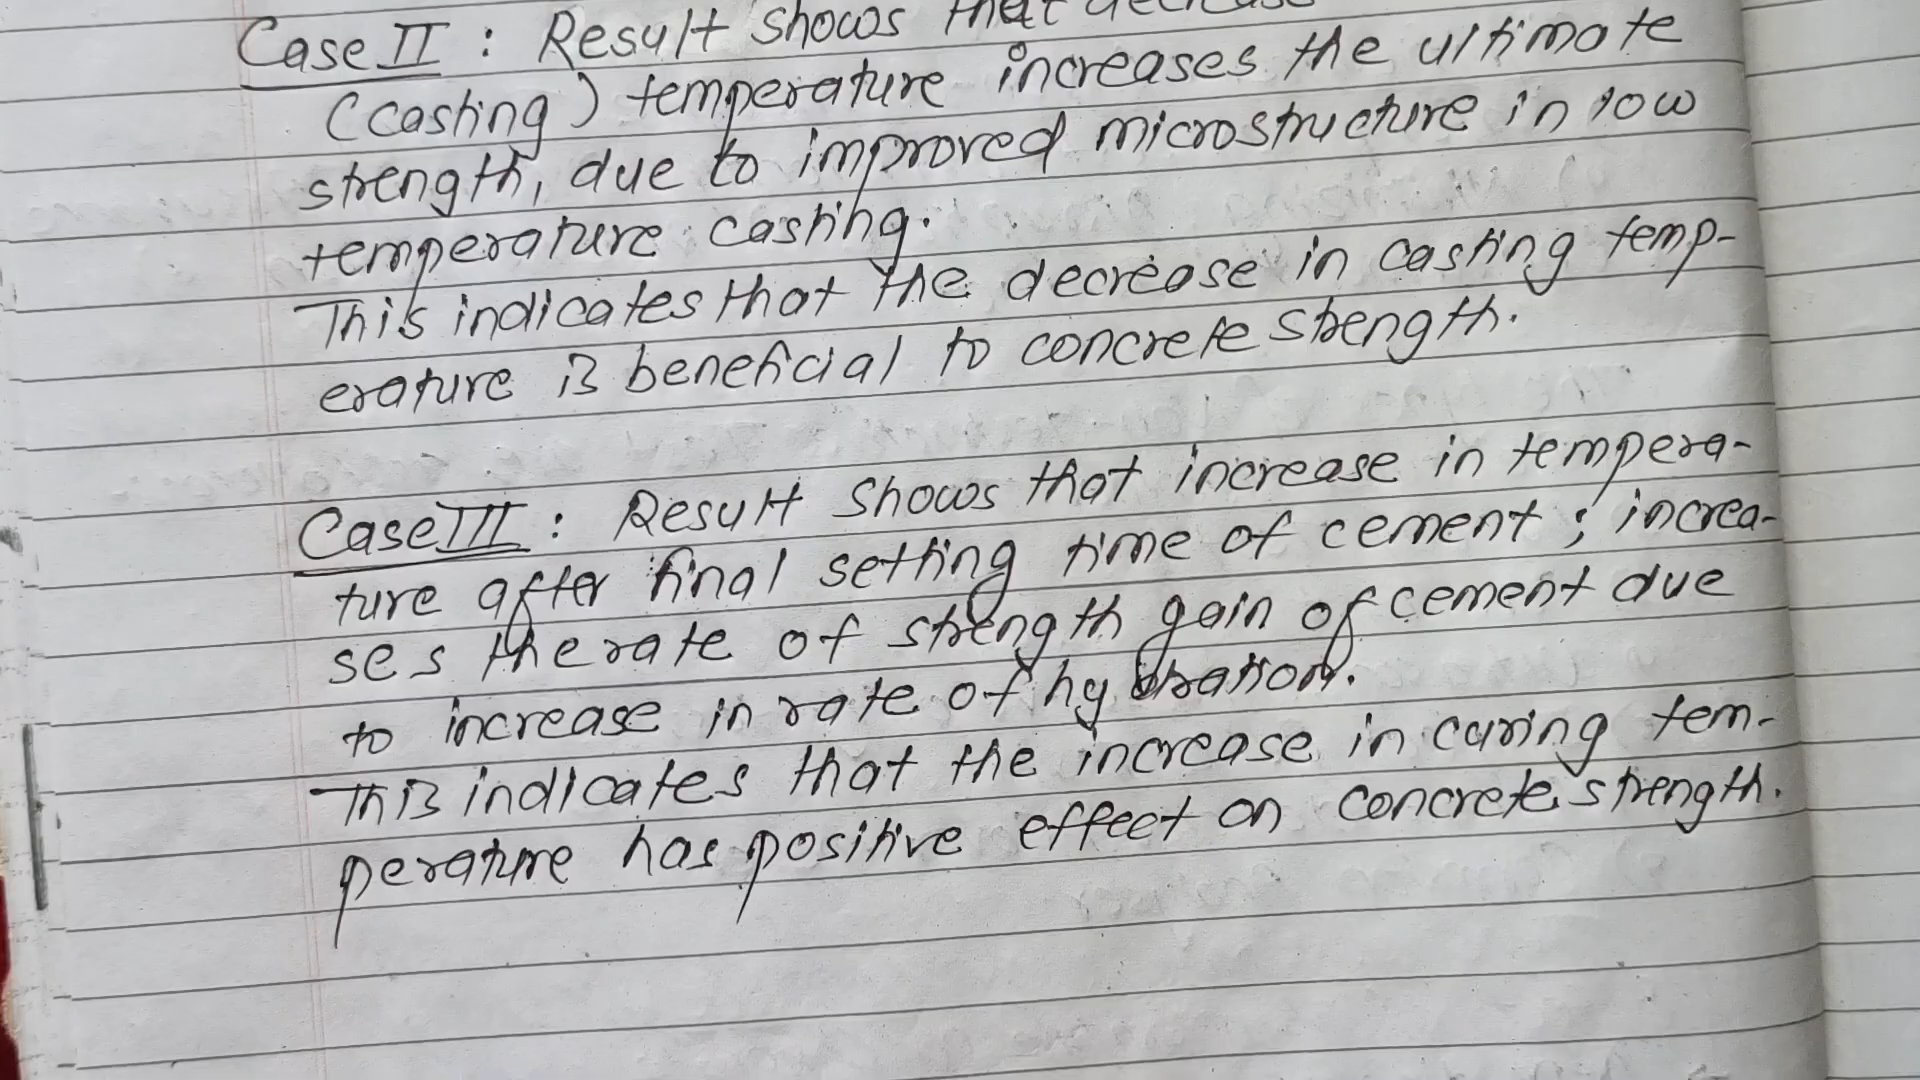 Case II : Result shows that decrease
(casting) temperature increases the ultimate
strength, due to improved microstructure in low
temperature casting.
This indicates that the decrease in casting temp-
erature is beneficial to concrete strength.
Case III : Result shows that increase in tempera-
ture after final setting time of cement ; increa-
ses the rate of strength gain of cement due
to increase in rate of hydration.
This indicates that the increase in curing tem-
perature has positive effect on concrete strength.